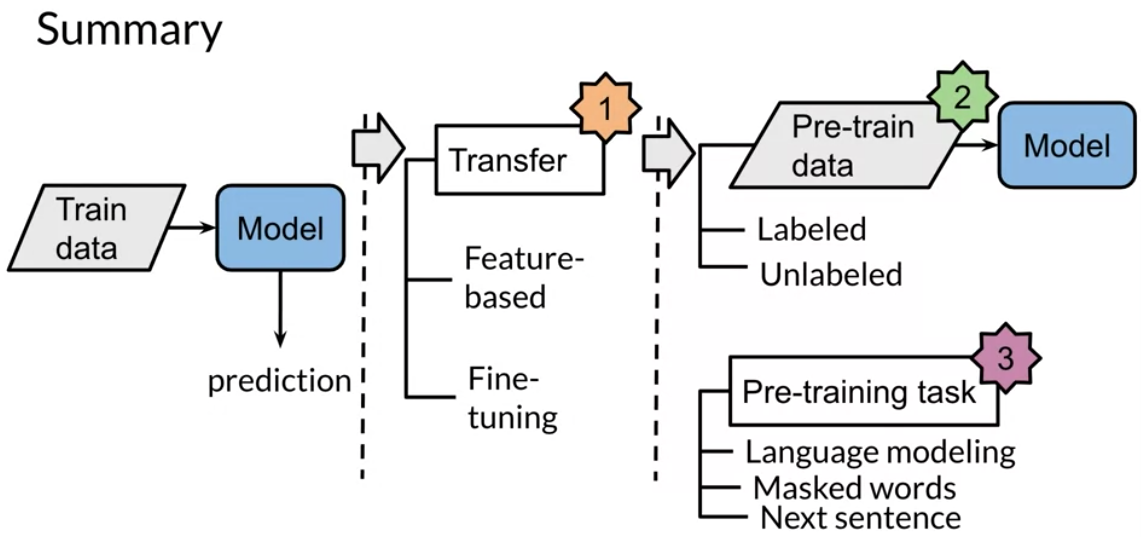 Summary
Train
data
Model
prediction
1
Transfer
Feature-
based
Fine-
tuning
2
Pre-train
data
Model
Labeled
Unlabeled
3
Pre-training task
Language modeling
Masked words
Next sentence